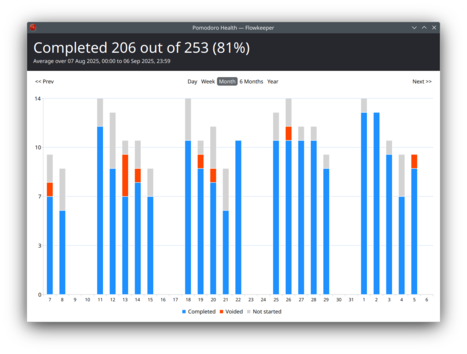 Pomodoro Health — Flowkeeper
Completed 206 out of 253 (81%)
Average over 07 Aug 2025, 00:00 to 06 Sep 2025, 23:59
<< Prev Day Week Month 6 Months Year Next >>
14
10
7
3
0
7 8 9 10 11 12 13 14 15 16 17 18 19 20 21 22 23 24 25 26 27 28 29 30 31 1 2 3 4 5 6
Completed Voided Not started